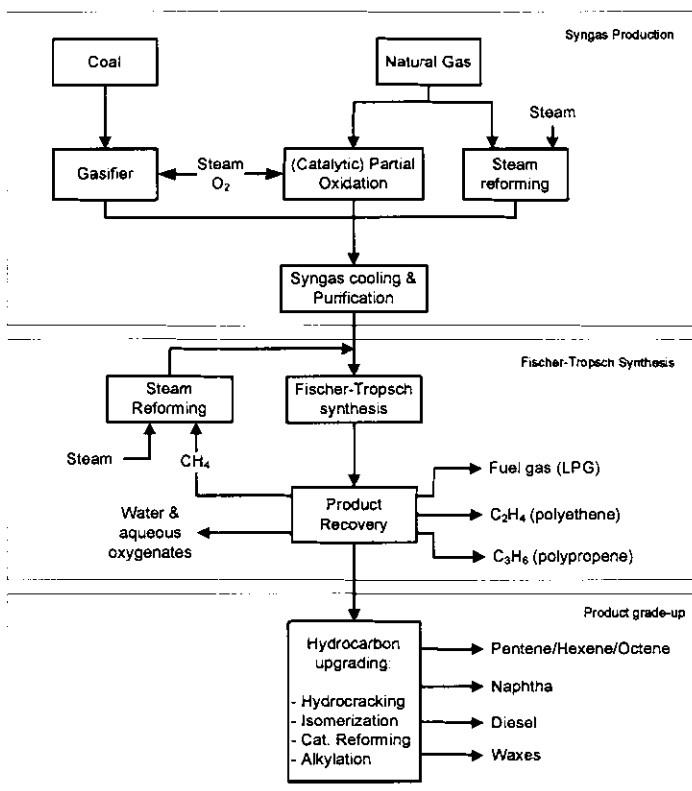 Syngas Production
Coal
Natural Gas
Steam
Gasifier
Steam
O₂
(Catalytic) Partial
Oxidation
Steam
reforming
Syngas cooling &
Purification
Fischer-Tropsch Synthesis
Steam
Reforming
Fischer-Tropsch
synthesis
Steam
CH₄
Fuel gas (LPG)
Water &
aqueous
oxygenates
Product
Recovery
C₂H₄ (polyethene)
C₃H₆ (polypropene)
Product grade-up
Hydrocarbon
upgrading:
- Hydrocracking
- Isomerization
- Cat. Reforming
- Alkylation
Pentene/Hexene/Octene
Naphtha
Diesel
Waxes